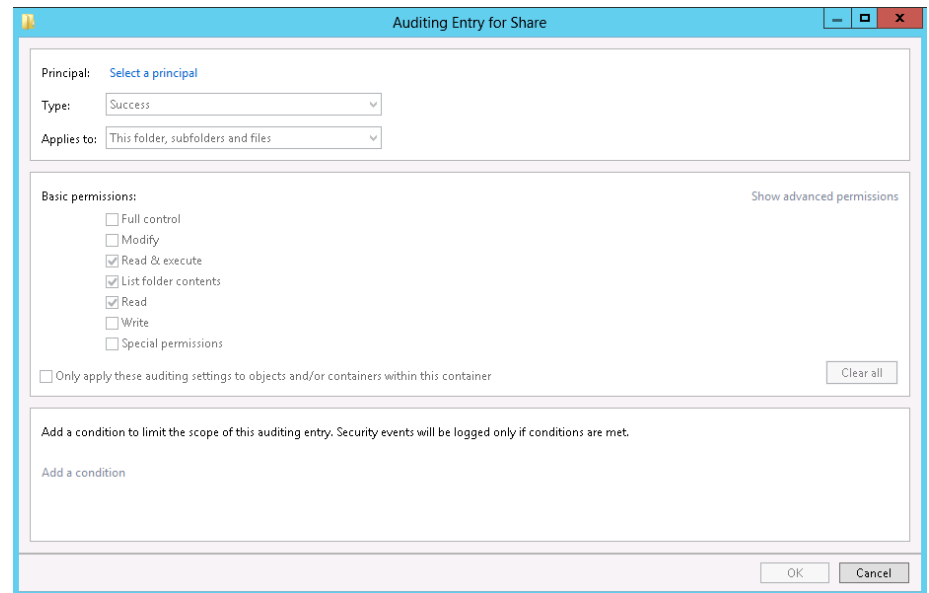 Auditing Entry for Share
Principal: Select a principal
Type: Success
Applies to: This folder, subfolders and files
Basic permissions: Show advanced permissions
Full control
Modify
Read & execute
List folder contents
Read
Write
Special permissions
Only apply these auditing settings to objects and/or containers within this container Clear all
Add a condition to limit the scope of this auditing entry. Security events will be logged only if conditions are met.
Add a condition
OK Cancel